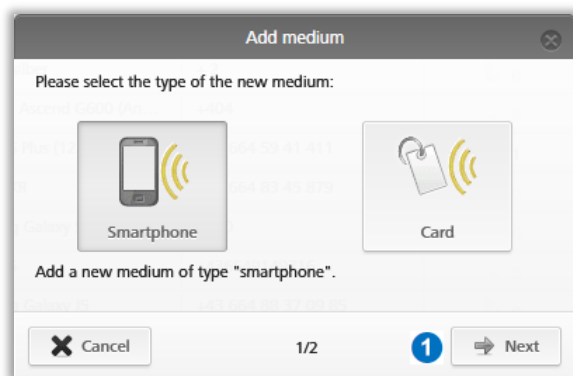 Add medium
Please select the type of the new medium:
Smartphone
Card
Add a new medium of type "smartphone".
Cancel
1/2
1
Next